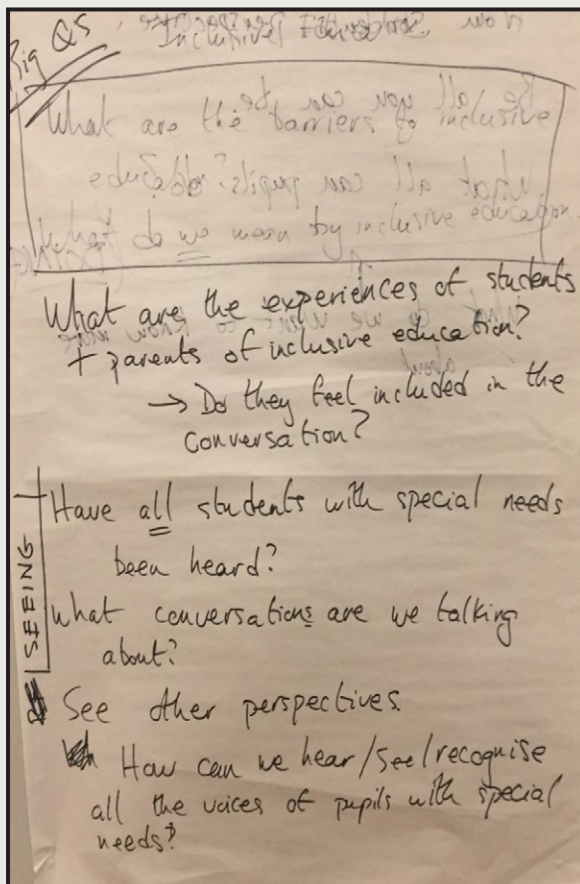 Big Qs
What are the barriers of inclusive
education?
What do we mean by inclusive education
What are the experiences of students
+ parents of inclusive education?
→ Do they feel included in the
conversation?
Have all students with special needs
been heard?
What conversations are we talking
about?
SEEING
See other perspectives.
How can we hear/see/recognise
all the voices of pupils with special
needs?